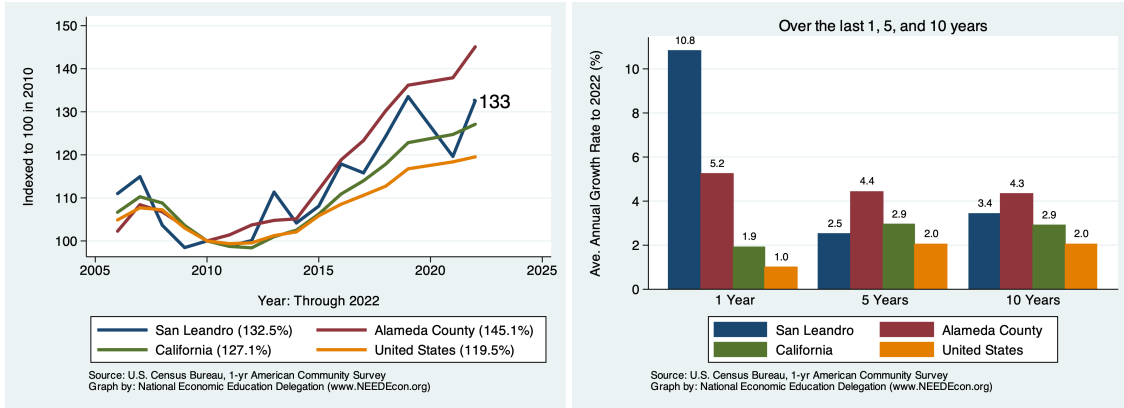 Indexed to 100 in 2010
150
140
130
120
110
100
133
2005
2010
2015
2020
2025
Year: Through 2022
San Leandro (132.5%)
Alameda County (145.1%)
California (127.1%)
United States (119.5%)
Source: U.S. Census Bureau, 1-yr American Community Survey
Graph by: National Economic Education Delegation (www.NEEDEcon.org)
Over the last 1, 5, and 10 years
Ave. Annual Growth Rate to 2022 (%)
10
8
6
4
2
0
10.8
5.2
1.9
1.0
2.5
4.4
2.9
2.0
3.4
4.3
2.9
2.0
1 Year
5 Years
10 Years
San Leandro
Alameda County
California
United States
Source: U.S. Census Bureau, 1-yr American Community Survey
Graph by: National Economic Education Delegation (www.NEEDEcon.org)